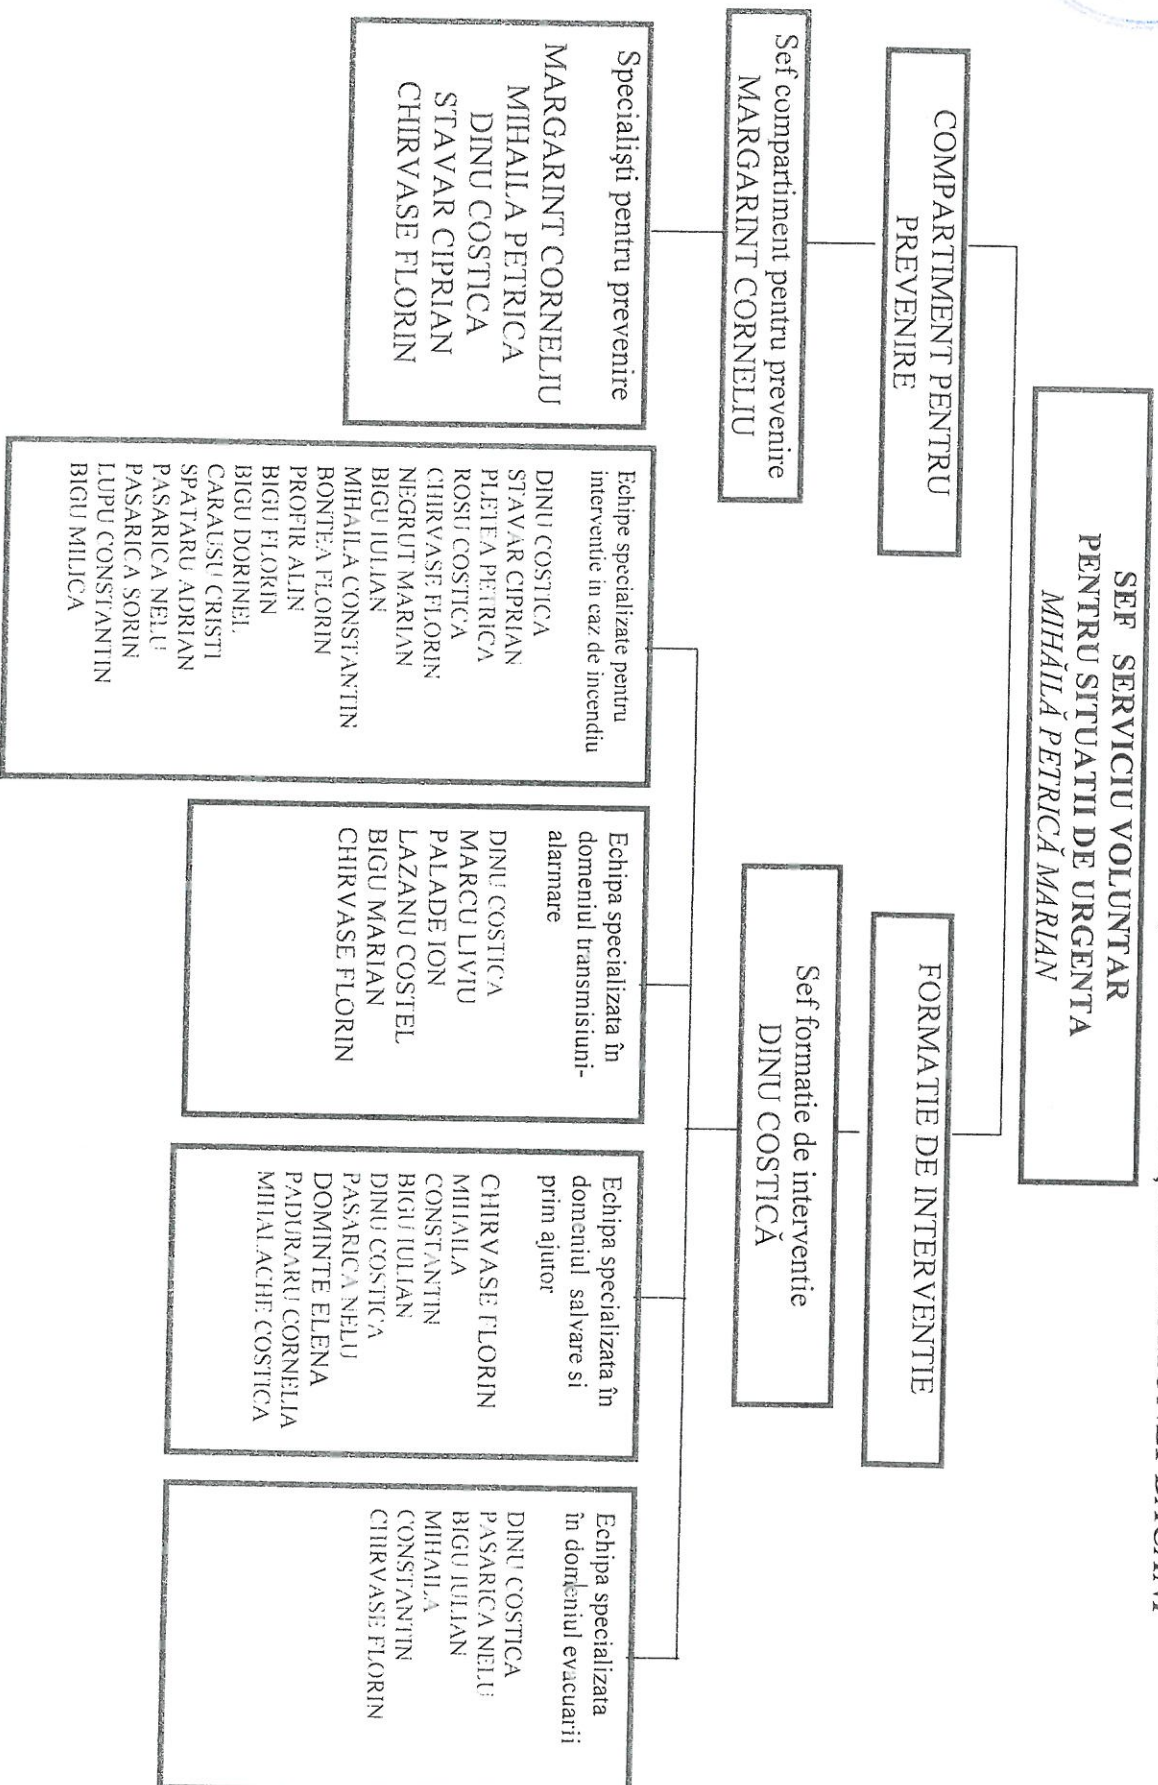 SEF SERVICIU VOLUNTAR
PENTRU SITUATII DE URGENTA
MIHĂILĂ PETRICĂ MARIAN
COMPARTIMENT PENTRU
PREVENIRE
FORMATIE DE INTERVENTIE
Sef compartiment pentru prevenire
MARGARINT CORNELIU
Sef formatie de interventie
DINU COSTICĂ
Specialişti pentru prevenire
MARGARINT CORNELIU
MIHAILA PETRICA
DINU COSTICA
STAVAR CIPRIAN
CHIRVASE FLORIN
Echipe specializate pentru
interventie in caz de incendiu
DINU COSTICA
STAVAR CIPRIAN
PLETEA PETRICA
ROSU COSTICA
CHIRVASE FLORIN
NEGRUT MARIAN
BIGU IULIAN
MIHAILA CONSTANTIN
BONTEA FLORIN
PROFIR ALIN
BIGU FLORIN
BIGU DORINEL
CARAUSU CRISTI
SPATARU ADRIAN
PASARICA NELU
PASARICA SORIN
LUPU CONSTANTIN
BIGU MILICA
Echipa specializata în
domeniul transmisiuni-
alarmare
DINU COSTICA
MARCU LIVIU
PALADE ION
LAZANU COSTEL
BIGU MARIAN
CHIRVASE FLORIN
Echipa specializata în
domeniul salvare si
prim ajutor
CHIRVASE FLORIN
MIHAILA
CONSTANTIN
BIGU IULIAN
DINU COSTICA
PASARICA NELU
DOMINTE ELENA
PADURARU CORNELIA
MIHALACHE COSTICA
Echipa specializata
în domeniul evacuarii
DINU COSTICA
PASARICA NELU
BIGU IULIAN
MIHAILA
CONSTANTIN
CHIRVASE FLORIN